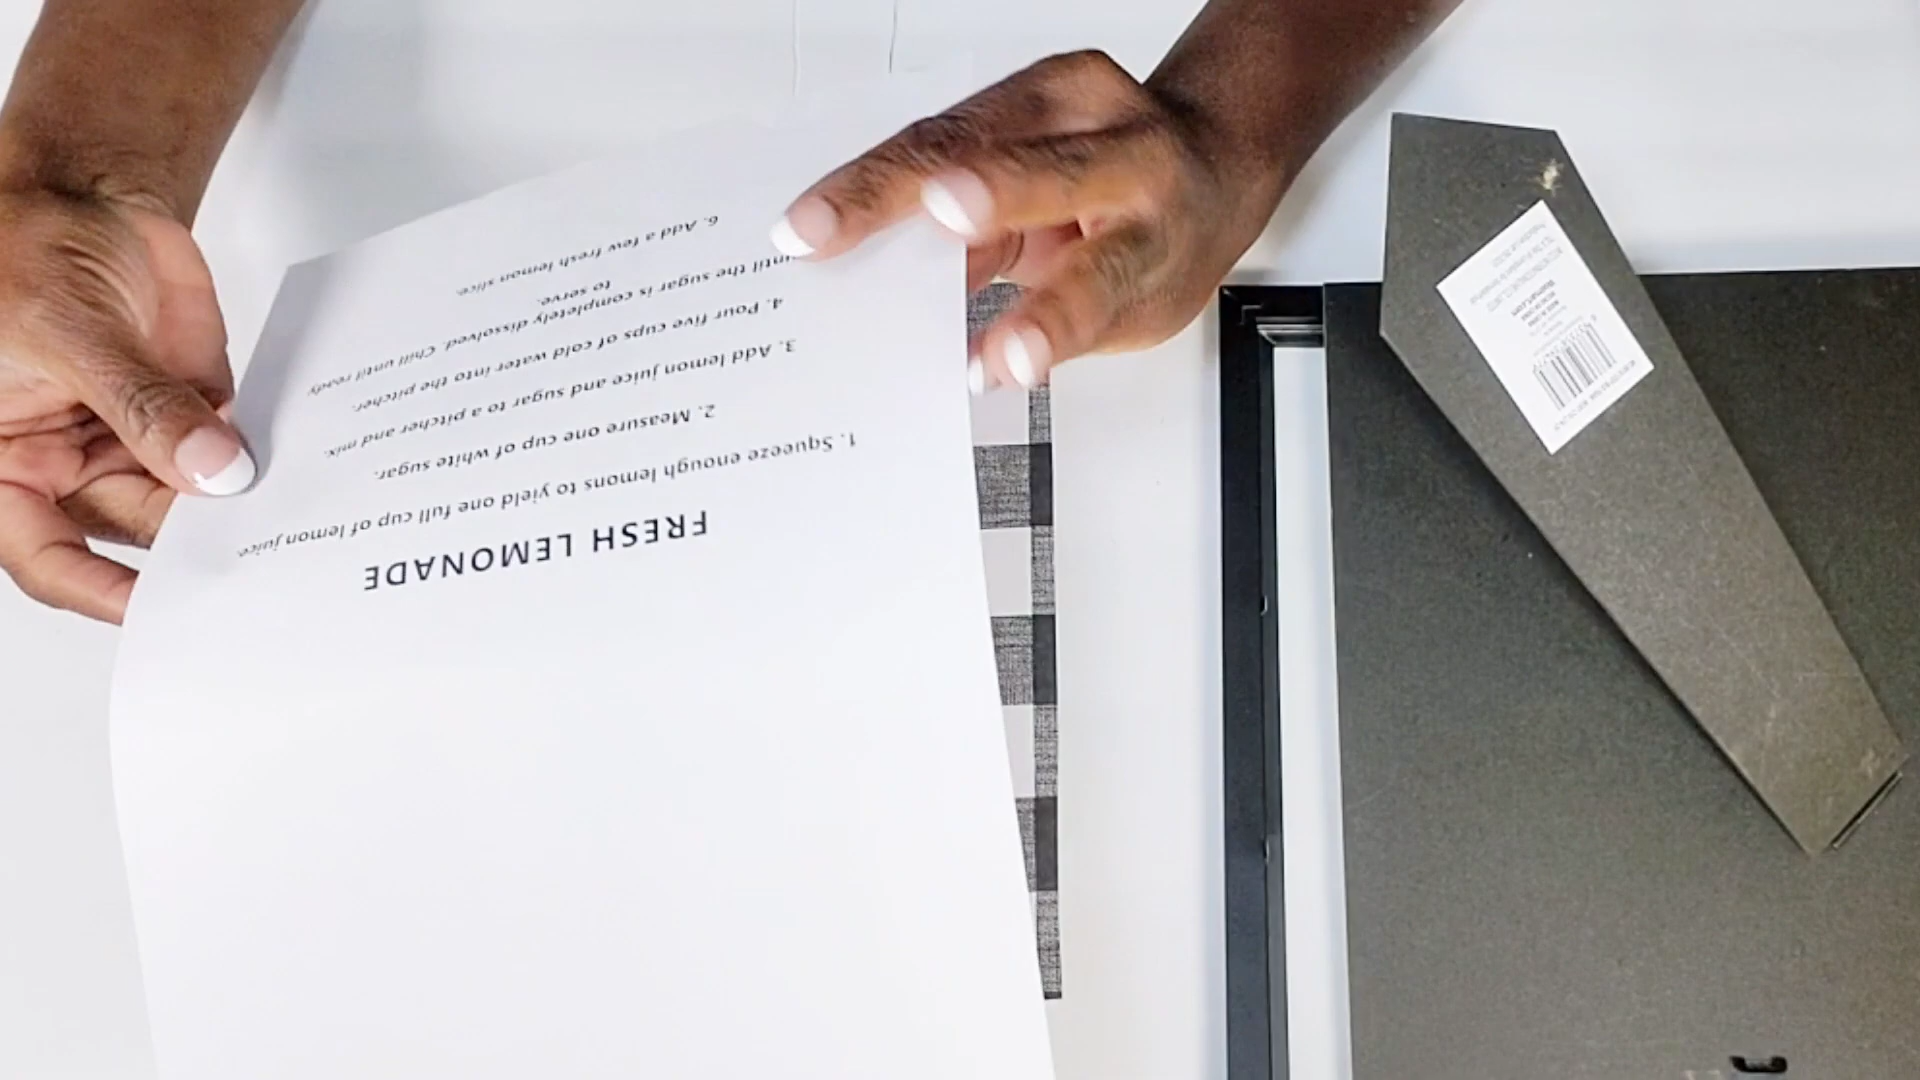 FRESH LEMONADE
1. Squeeze enough lemons to yield one full cup of lemon juice.
2. Measure one cup of white sugar.
3. Add lemon juice and sugar to a pitcher and mix.
4. Pour five cups of cold water into the pitcher.
until the sugar is completely dissolved. Chill until ready
to serve.
6. Add a few fresh lemon slice.